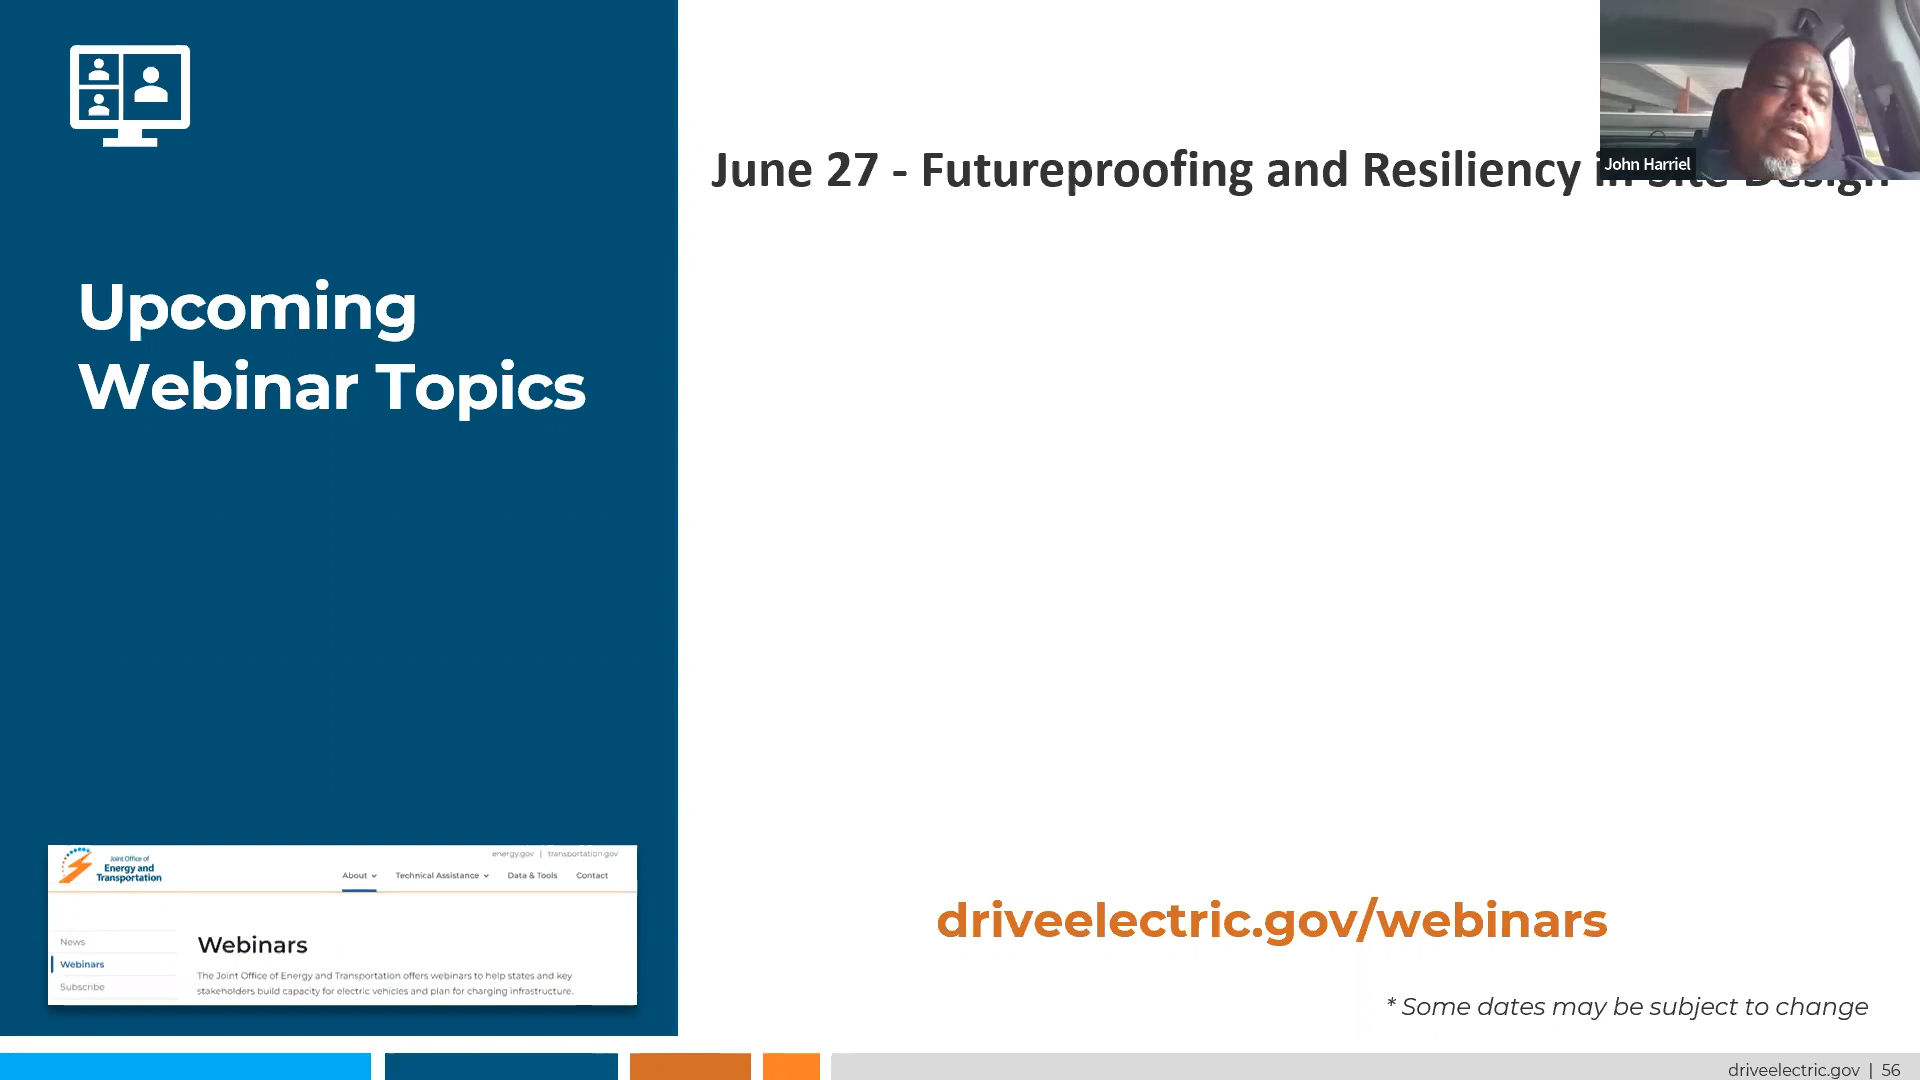 John Harriel
June 27 - Futureproofing and Resiliency in Site Design
Upcoming
Webinar Topics
Joint Office of
Energy and
Transportation
energy.gov | transportation.gov
About
Technical Assistance
Data & Tools
Contact
News
Webinars
Subscribe
Webinars
The Joint Office of Energy and Transportation offers webinars to help states and key
stakeholders build capacity for electric vehicles and plan for charging infrastructure.
driveelectric.gov/webinars
* Some dates may be subject to change
driveelectric.gov | 56